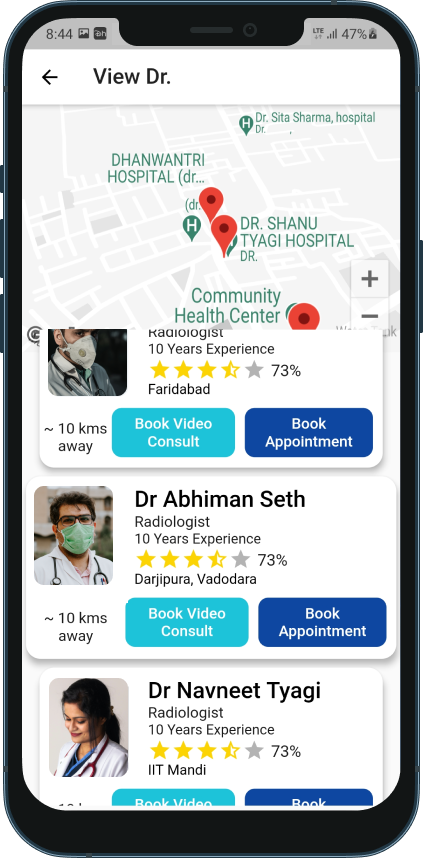 8:44
LTE
47%
View Dr.
Dr. Sita Sharma, hospital
Dr.
DHANWANTRI
HOSPITAL (dr...
(dr.
DR. SHANU
TYAGI HOSPITAL
DR.
Community
Health Center
+
−
Radiologist
10 Years Experience
73%
Faridabad
~ 10 kms
away
Book Video
Consult
Book
Appointment
Dr Abhiman Seth
Radiologist
10 Years Experience
73%
Darjipura, Vadodara
~ 10 kms
away
Book Video
Consult
Book
Appointment
Dr Navneet Tyagi
Radiologist
10 Years Experience
73%
IIT Mandi
Book Video
Book